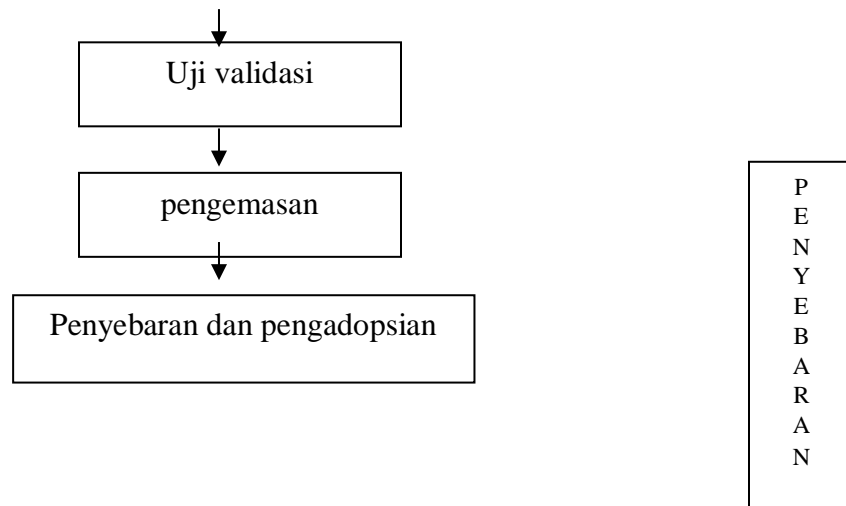 Uji validasi
pengemasan
Penyebaran dan pengadopsian
P
E
N
Y
E
B
A
R
A
N